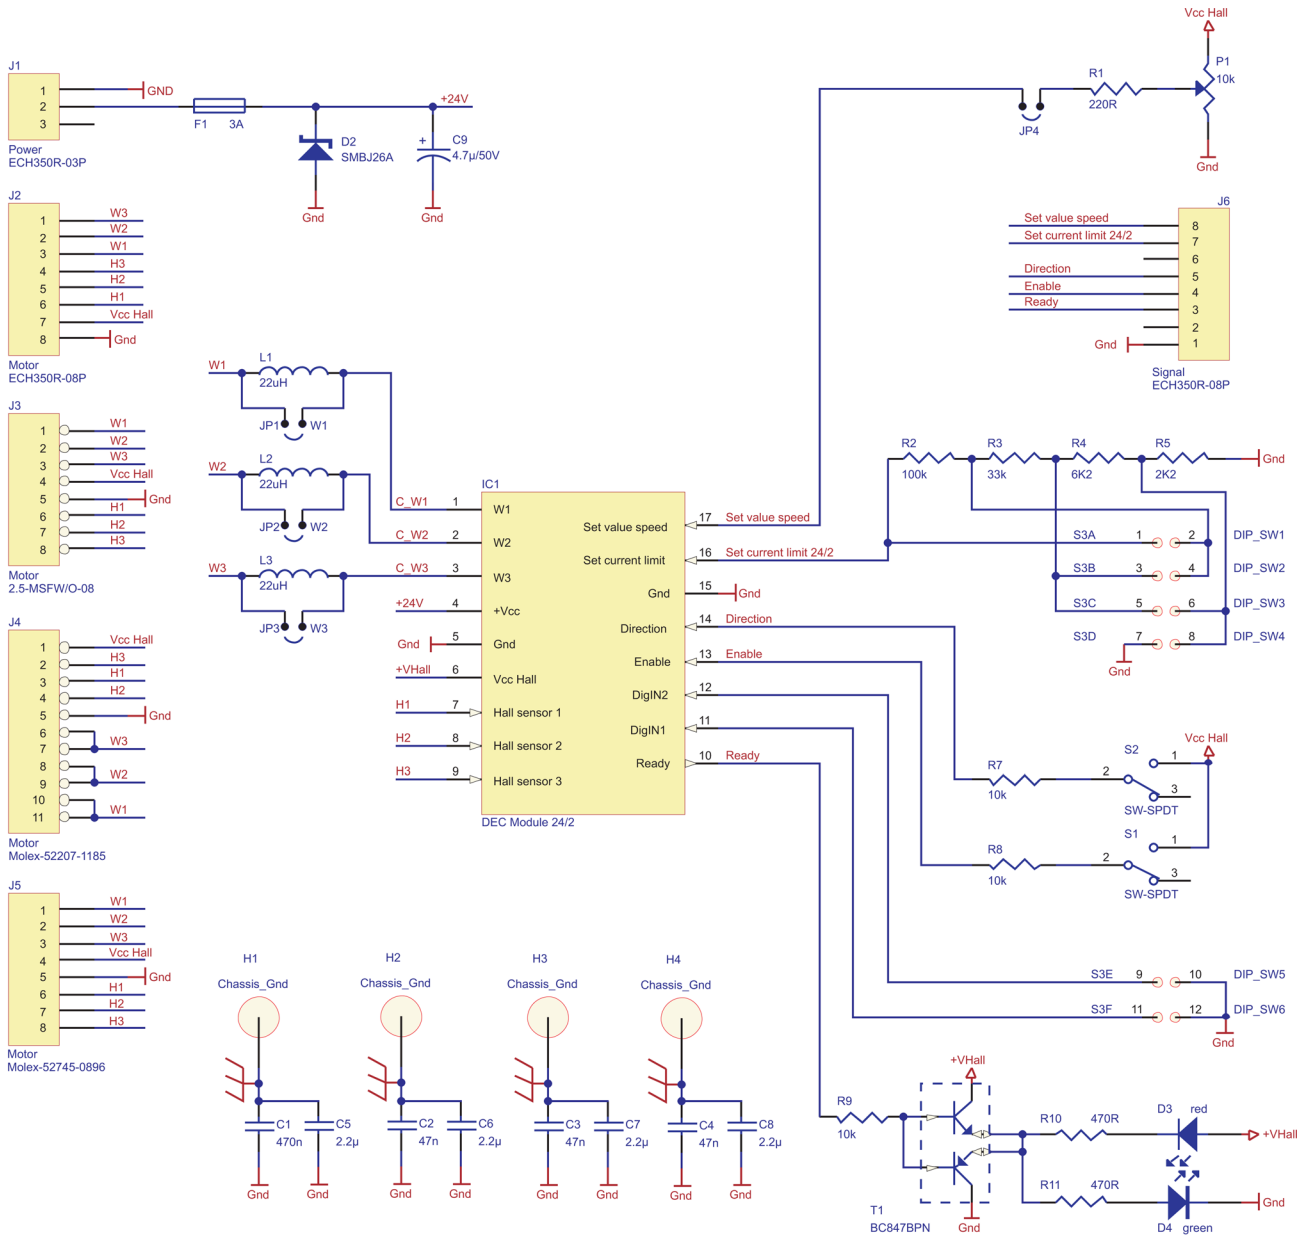 J1
1
GND
2
F1 3A
+24V
3
Power
ECH350R-03P
D2
SMBJ26A
Gnd
+
C9
4.7µ/50V
Gnd
J2
1 W3
2 W2
3 W1
4 H3
5 H2
6 H1
7 Vcc Hall
8 Gnd
Motor
ECH350R-08P
J3
1 W1
2 W2
3 W3
4 Vcc Hall
5 Gnd
6 H1
7 H2
8 H3
Motor
2.5-MSFW/O-08
J4
1 Vcc Hall
2 H3
3 H1
4 H2
5 Gnd
6
7 W3
8
9 W2
10
11 W1
Motor
Molex-52207-1185
J5
1 W1
2 W2
3 W3
4 Vcc Hall
5 Gnd
6 H1
7 H2
8 H3
Motor
Molex-52745-0896
W1
L1
22uH
JP1 W1
W2
L2
22uH
JP2 W2
W3
L3
22uH
JP3 W3
IC1
C_W1 1 W1
C_W2 2 W2
C_W3 3 W3
+24V 4 +Vcc
Gnd 5 Gnd
+VHall 6 Vcc Hall
H1 7 Hall sensor 1
H2 8 Hall sensor 2
H3 9 Hall sensor 3
Set value speed 17 Set value speed
Set current limit 16 Set current limit 24/2
Gnd 15 Gnd
Direction 14 Direction
Enable 13 Enable
DigIN2 12
DigIN1 11
Ready 10 Ready
DEC Module 24/2
Vcc Hall
P1
10k
R1
220R
JP4
Gnd
J6
Set value speed 8
Set current limit 24/2 7
6
Direction 5
Enable 4
Ready 3
2
Gnd 1
Signal
ECH350R-08P
R2 R3 R4 R5
100k 33k 6K2 2K2
Gnd
S3A 1 2 DIP_SW1
S3B 3 4 DIP_SW2
S3C 5 6 DIP_SW3
S3D 7 8 DIP_SW4
Gnd
Vcc Hall
S2
1
R7
10k
2
3
SW-SPDT
S1
1
R8
10k
2
3
SW-SPDT
S3E 9 10 DIP_SW5
S3F 11 12 DIP_SW6
Gnd
H1
Chassis_Gnd
C1
470n
C5
2.2µ
Gnd Gnd
H2
Chassis_Gnd
C2
47n
C6
2.2µ
Gnd Gnd
H3
Chassis_Gnd
C3
47n
C7
2.2µ
Gnd Gnd
H4
Chassis_Gnd
C4
47n
C8
2.2µ
Gnd Gnd
+VHall
R9
10k
T1
BC847BPN
Gnd
R10 470R
D3 red
+VHall
R11 470R
D4 green
Gnd